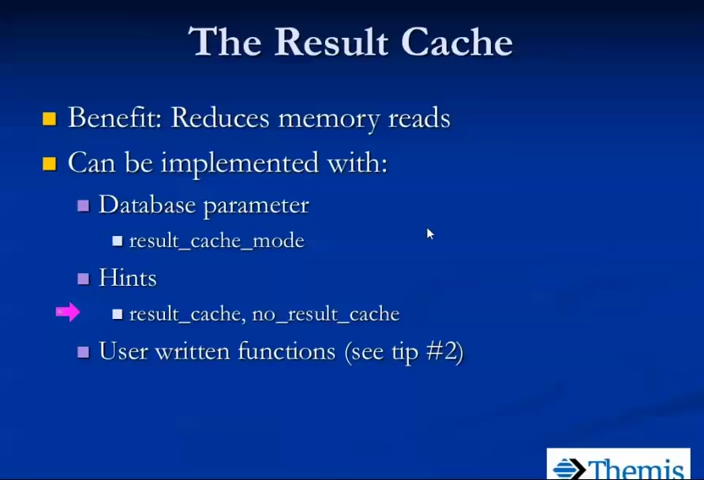 The Result Cache
Benefit: Reduces memory reads
Can be implemented with:
Database parameter
result_cache_mode
Hints
result_cache, no_result_cache
User written functions (see tip #2)
Themis